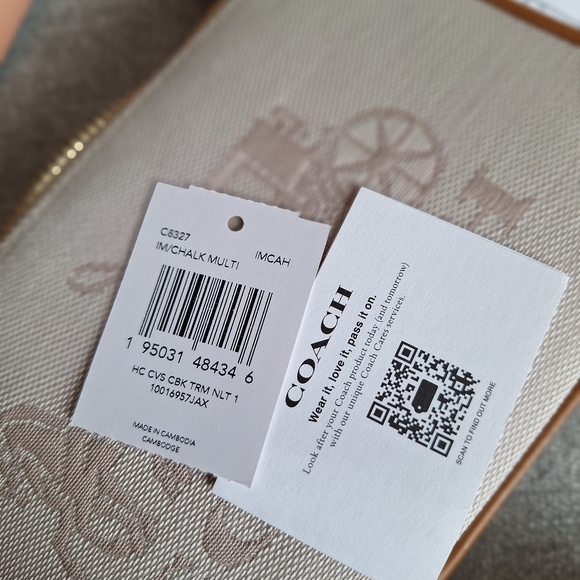 C8327
IM/CHALK MULTI IMCAH
1 95031 48434 6
HC CVS CBK TRM NLT 1
10016957JAX
MADE IN CAMBODIA
CAMBODGE
COACH
Wear it, love it, pass it on.
Look after your Coach product today (and tomorrow)
with our unique Coach Cares services.
SCAN TO FIND OUT MORE